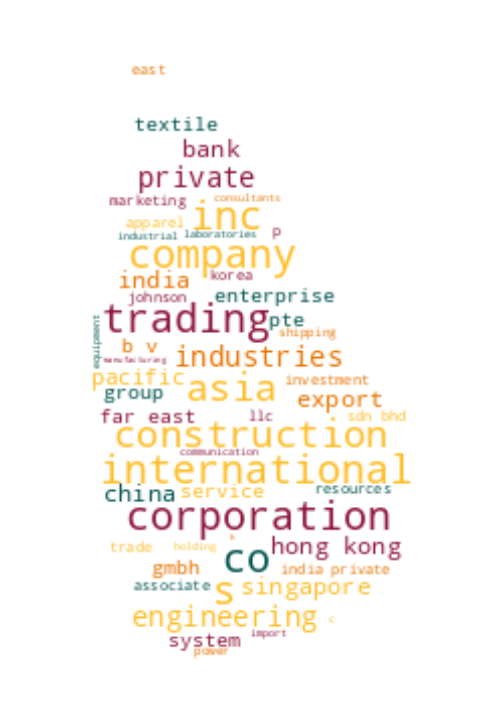 east
textile
bank
private
marketing consultants
apparel inc p
industrial laboratories
company
india korea
johnson enterprise
trading pte
equipment
shipping
b v industries
manufacturing
pacific asia investment
group export
far east llc sdn bhd
construction
communication
international
china service resources
corporation
k
trade holding co hong kong
gmbh india private
associate s singapore
engineering c
system import
power